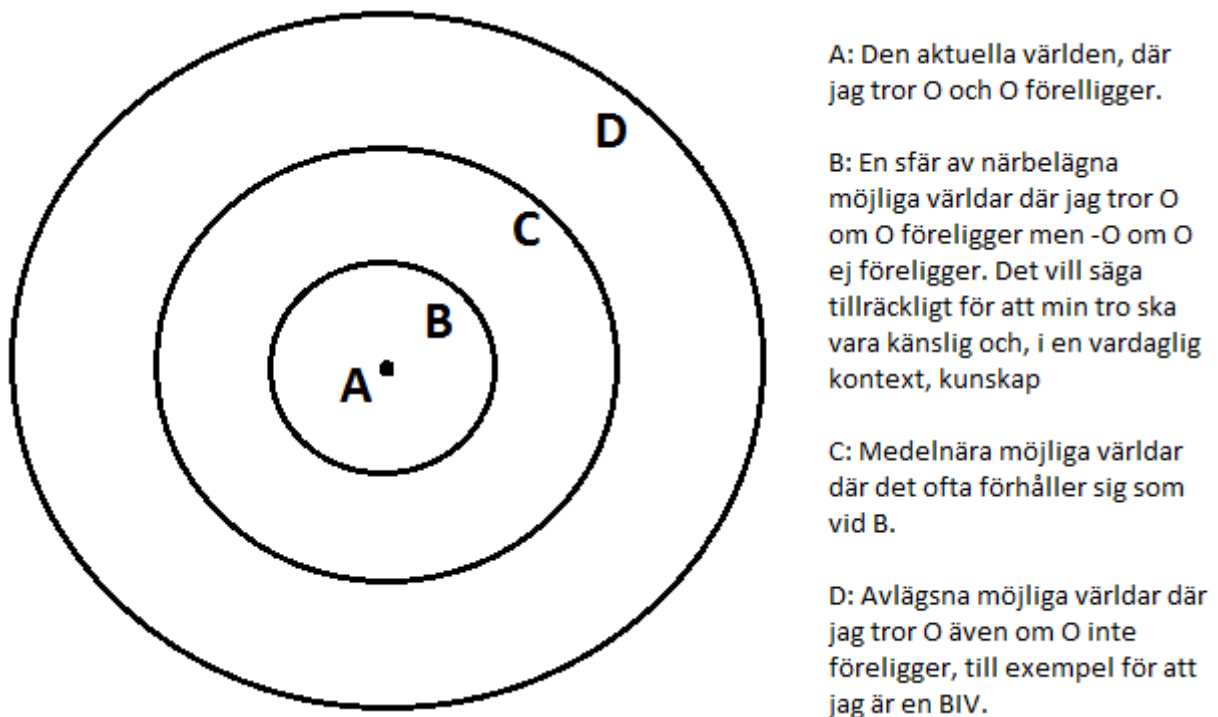 D
C
B
A
A: Den aktuella världen, där
jag tror O och O förelligger.
B: En sfär av närbelägna
möjliga världar där jag tror O
om O föreligger men -O om O
ej föreligger. Det vill säga
tillräckligt för att min tro ska
vara känslig och, i en vardaglig
kontext, kunskap
C: Medelnära möjliga världar
där det ofta förhåller sig som
vid B.
D: Avlägsna möjliga världar där
jag tror O även om O inte
föreligger, till exempel för att
jag är en BIV.